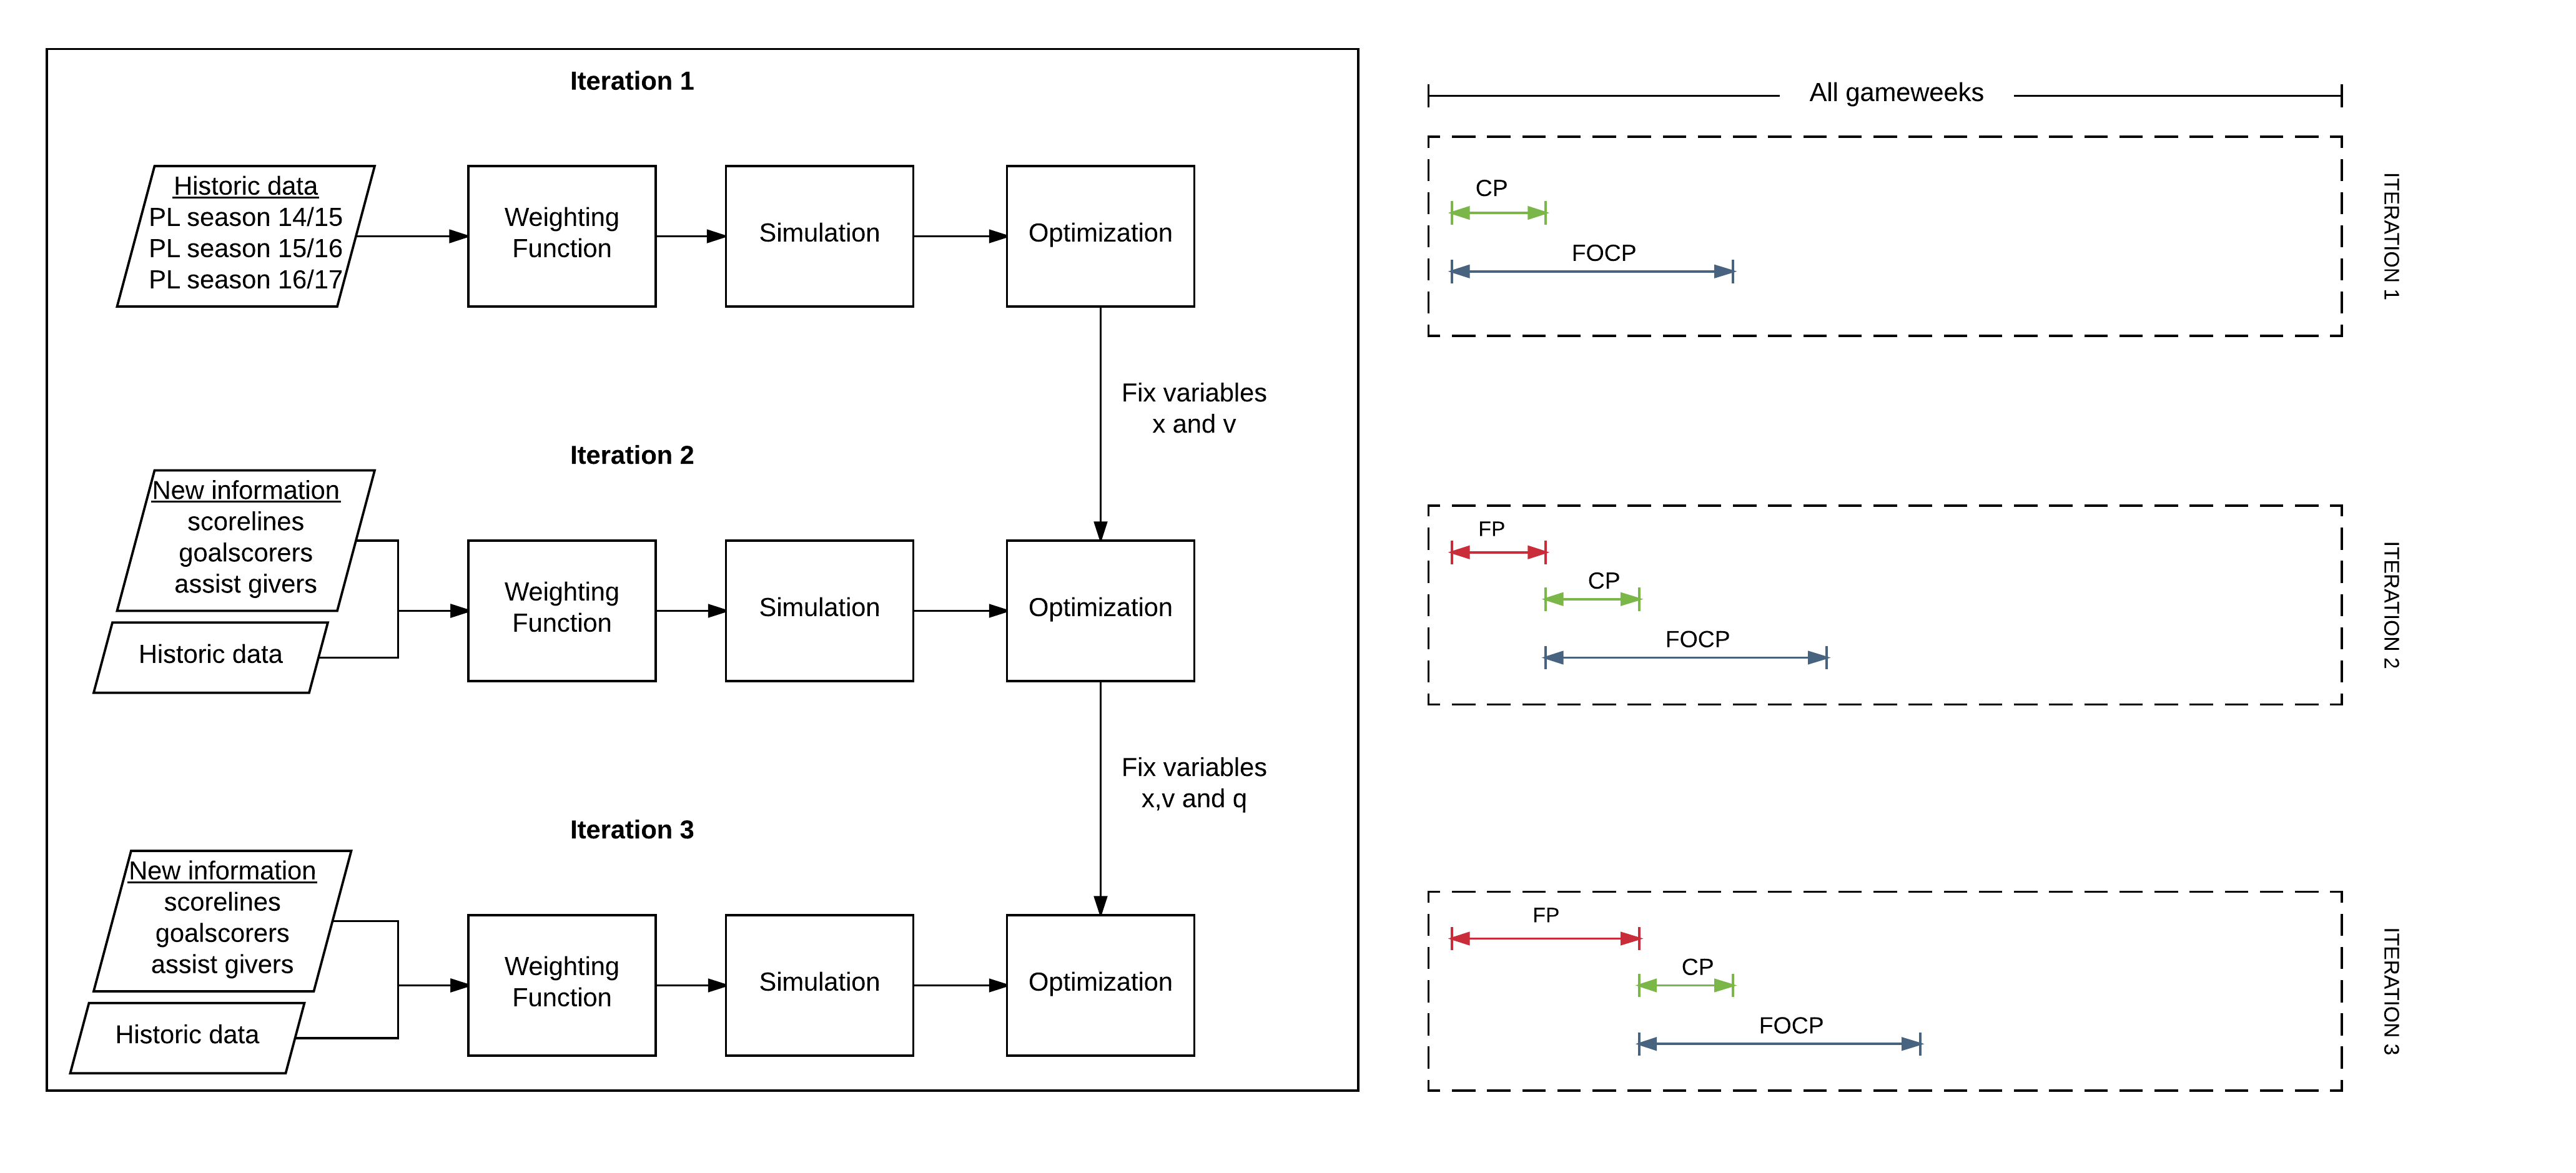 Iteration 1
Historic data
PL season 14/15
PL season 15/16
PL season 16/17
Weighting
Function
Simulation
Optimization
Fix variables
x and v
Iteration 2
New information
scorelines
goalscorers
assist givers
Historic data
Weighting
Function
Simulation
Optimization
Fix variables
x,v and q
Iteration 3
New information
scorelines
goalscorers
assist givers
Historic data
Weighting
Function
Simulation
Optimization
All gameweeks
CP
FOCP
ITERATION 1
FP
CP
FOCP
ITERATION 2
FP
CP
FOCP
ITERATION 3